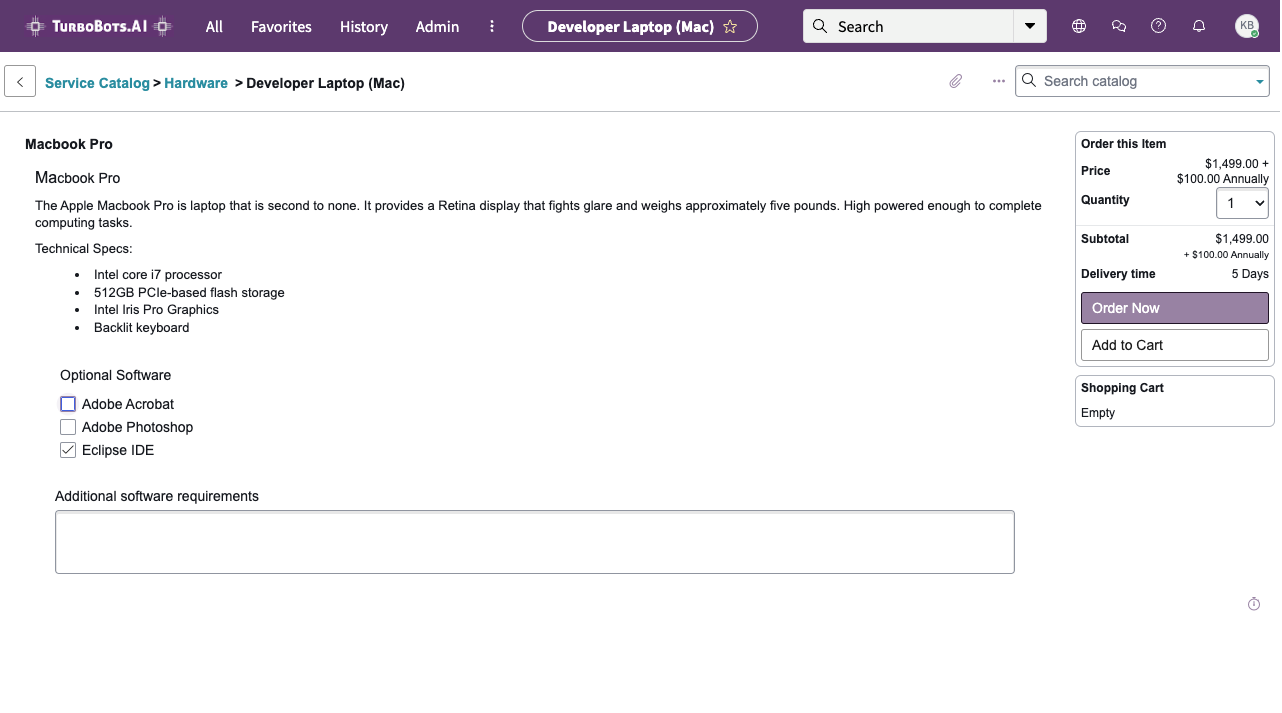 TURBOBOTS.AI
All
Favorites
History
Admin
Developer Laptop (Mac)
Search
KB
Service Catalog > Hardware > Developer Laptop (Mac)
Search catalog
Macbook Pro
Macbook Pro
The Apple Macbook Pro is laptop that is second to none. It provides a Retina display that fights glare and weighs approximately five pounds. High powered enough to complete
computing tasks.
Technical Specs:
• Intel core i7 processor
• 512GB PCIe-based flash storage
• Intel Iris Pro Graphics
• Backlit keyboard
Optional Software
Adobe Acrobat
Adobe Photoshop
Eclipse IDE
Additional software requirements
Order this Item
Price $1,499.00 +
$100.00 Annually
Quantity 1
Subtotal $1,499.00
+ $100.00 Annually
Delivery time 5 Days
Order Now
Add to Cart
Shopping Cart
Empty